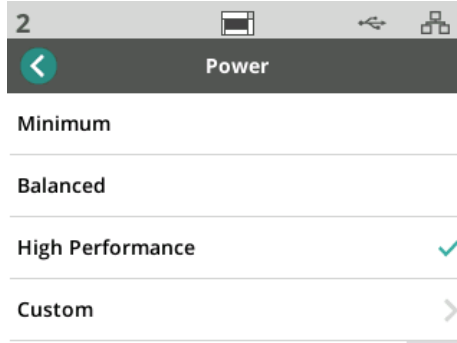 2
Power
Minimum
Balanced
High Performance
Custom